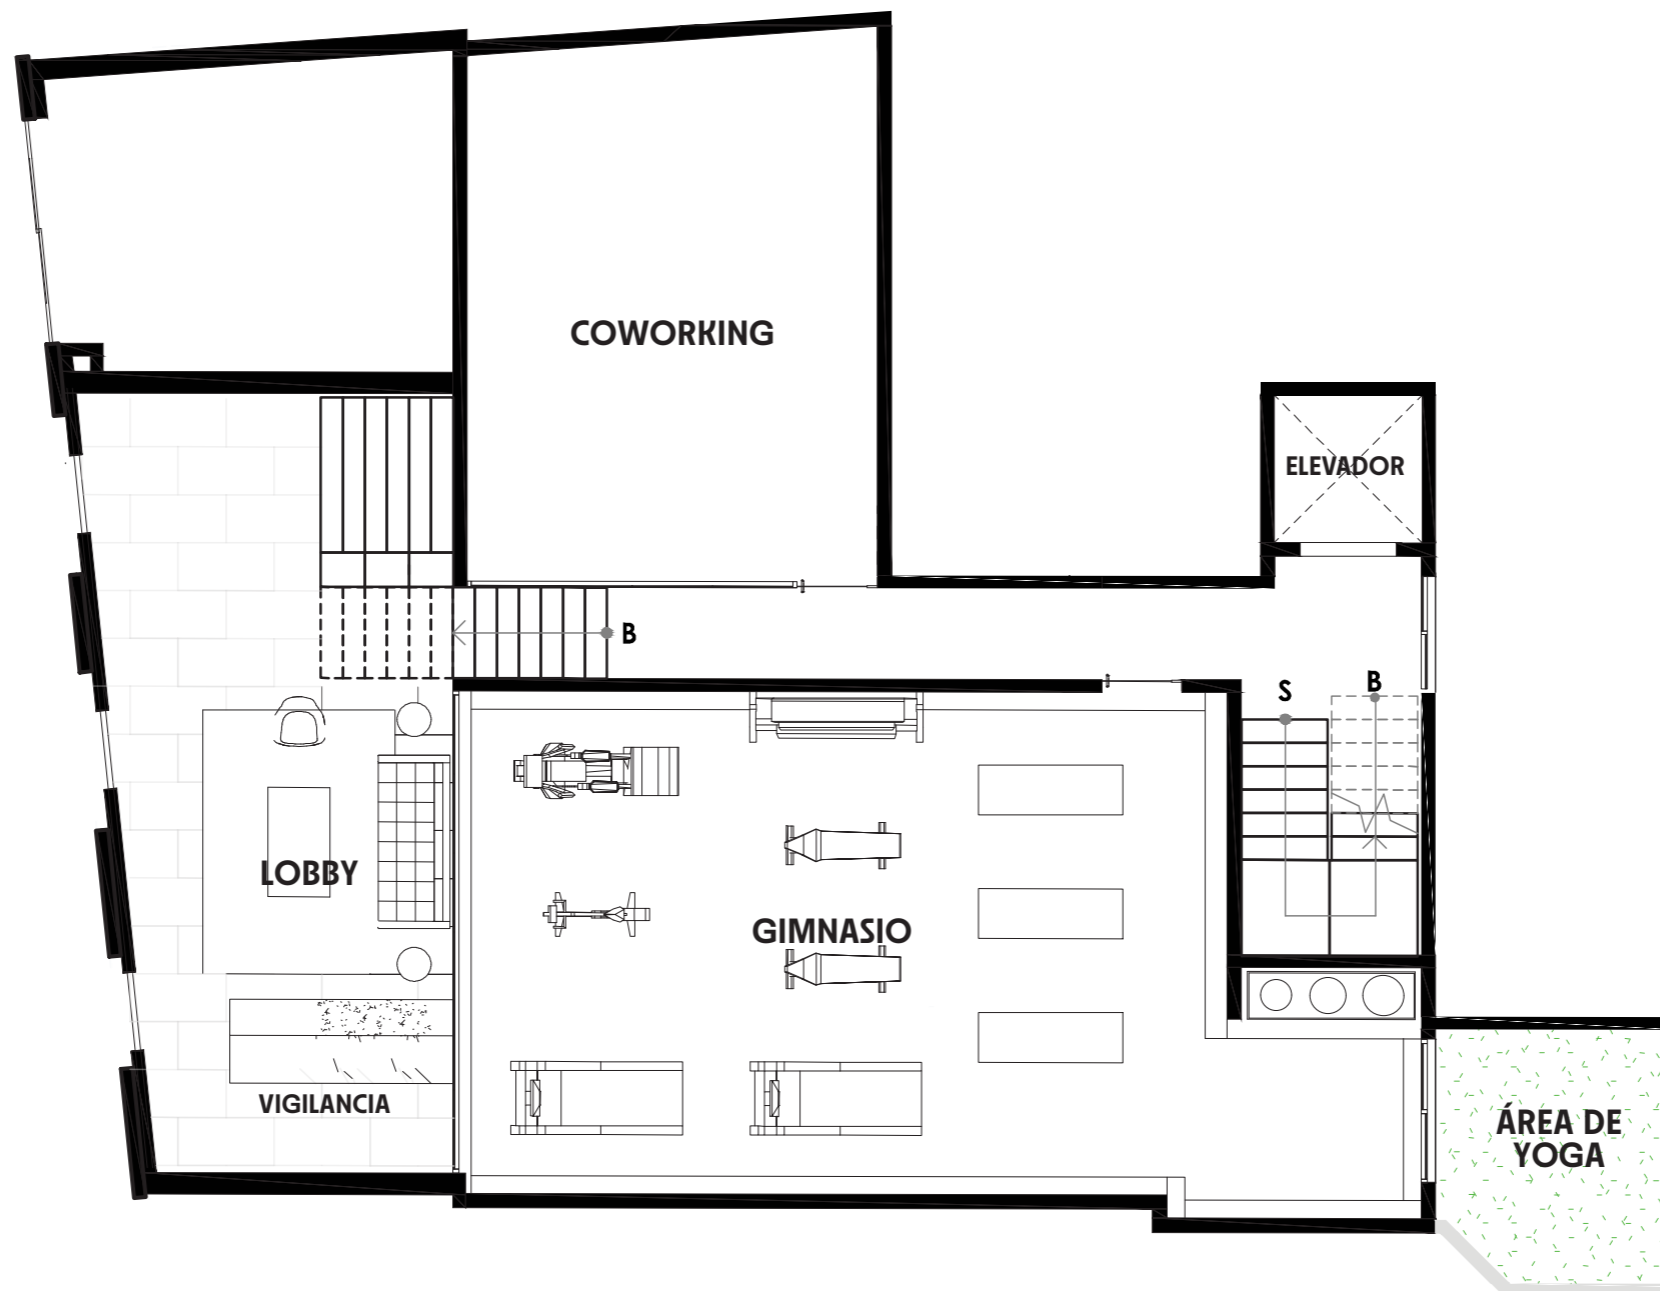 COWORKING
ELEVADOR
B
S
B
LOBBY
GIMNASIO
VIGILANCIA
ÁREA DE
YOGA